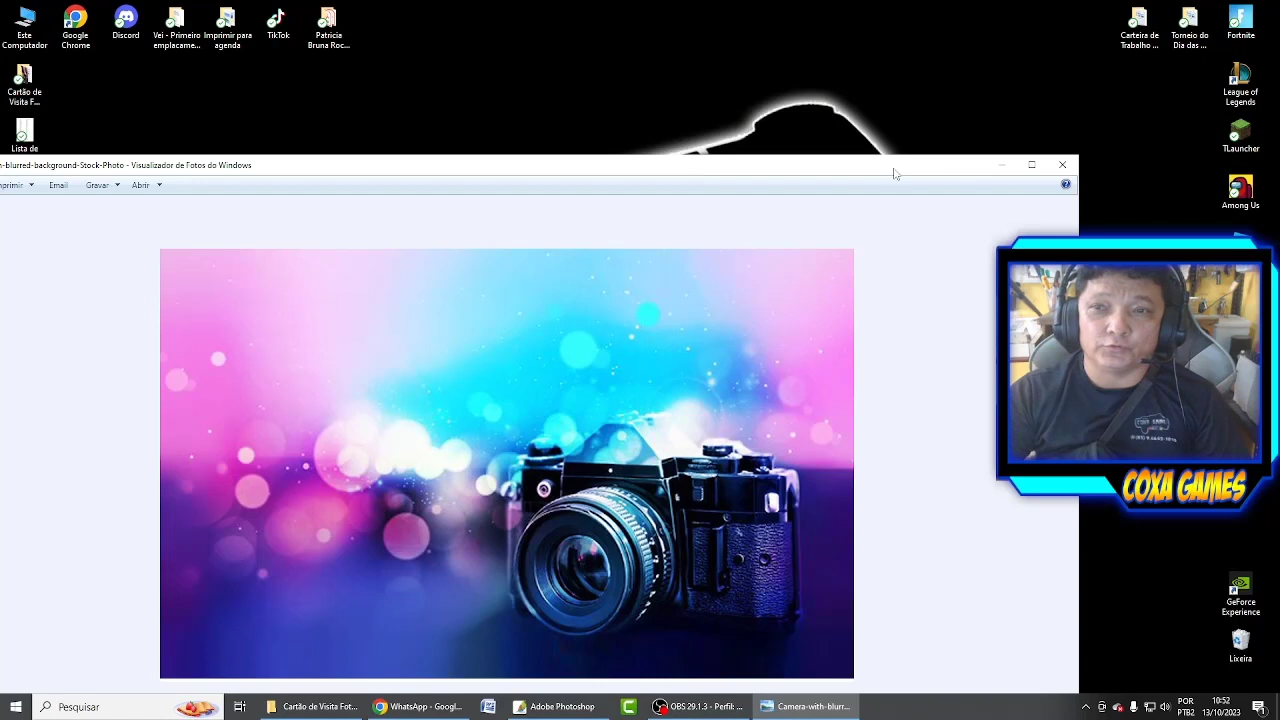 Este
Computador
Google
Chrome
Discord
Vei - Primeiro
emplacame...
Imprimir para
agenda
TikTok
Patricia
Bruna Roc...
Carteira de
Trabalho ...
Torneio do
Dia das ...
Fortnite
Cartão de
Visita F...
League of
Legends
Lista de
TLauncher
-blurred-background-Stock-Photo - Visualizador de Fotos do Windows
nprimir
Email
Gravar
Abrir
Among Us
COXA GAMES
COXA GAMES
GeForce
Experience
Lixeira
Pesquisar
Cartão de Visita Fot...
WhatsApp - Googl...
Adobe Photoshop
OBS 29.1.3 - Perfil ...
Camera-with-blurr...
POR
PTB2
10:52
13/10/2023